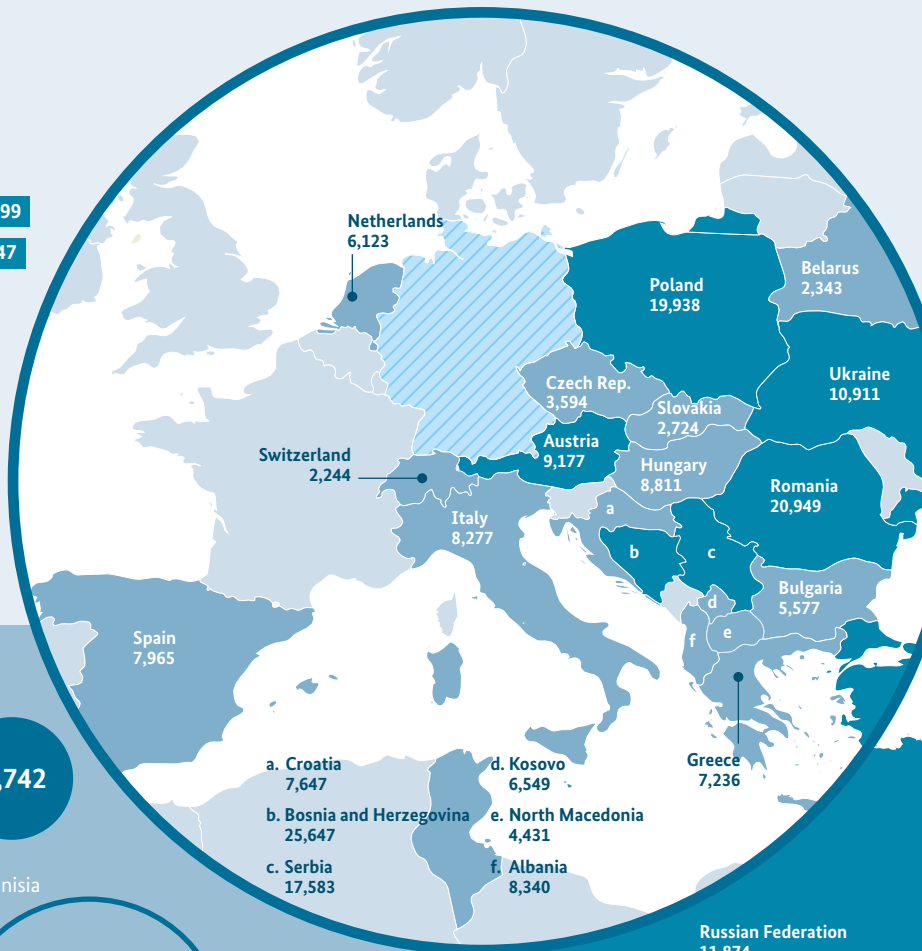 99
47
Netherlands
6,123
Belarus
2,343
Poland
19,938
Ukraine
10,911
Czech Rep.
3,594
Slovakia
2,724
Austria
9,177
Switzerland
2,244
Hungary
8,811
Romania
20,949
Italy
8,277
a
b
c
Bulgaria
5,577
d
e
f
Spain
7,965
Greece
7,236
,742
a. Croatia
7,647
b. Bosnia and Herzegovina
25,647
c. Serbia
17,583
d. Kosovo
6,549
e. North Macedonia
4,431
f. Albania
8,340
nisia
Russian Federation
11,874